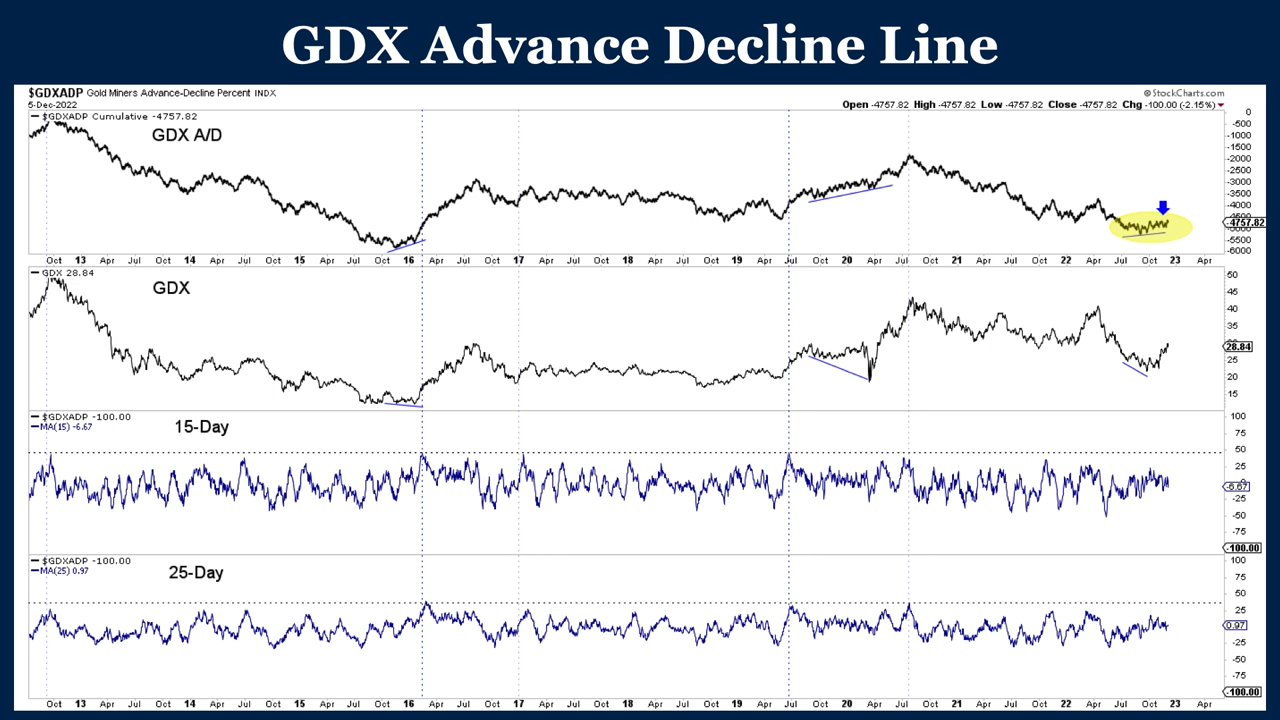 GDX Advance Decline Line
$GDXADP Gold Miners Advance-Decline Percent INDX
© StockCharts.com
5-Dec-2022
Open -4757.82 High -4757.82 Low -4757.82 Close -4757.82 Chg -100.00 (-2.15%)
$GDXADP Cumulative -4757.82
GDX A/D
0
-500
-1000
-1500
-2000
-2500
-3000
-3500
-4000
-4500
-4757.82
-5500
-6000
Oct 13 Apr Jul Oct 14 Apr Jul Oct 15 Apr Jul Oct 16 Apr Jul Oct 17 Apr Jul Oct 18 Apr Jul Oct 19 Apr Jul Oct 20 Apr Jul Oct 21 Apr Jul Oct 22 Apr Jul Oct 23 Apr
GDX 28.84
GDX
50
45
40
35
28.84
25
20
15
$GDXADP -100.00
MA(15) -6.67
15-Day
100
75
50
25
-6.67
-25
-50
-75
-100.00
$GDXADP -100.00
MA(25) 0.97
25-Day
100
75
50
25
0.97
-25
-50
-75
-100.00
Oct 13 Apr Jul Oct 14 Apr Jul Oct 15 Apr Jul Oct 16 Apr Jul Oct 17 Apr Jul Oct 18 Apr Jul Oct 19 Apr Jul Oct 20 Apr Jul Oct 21 Apr Jul Oct 22 Apr Jul Oct 23 Apr